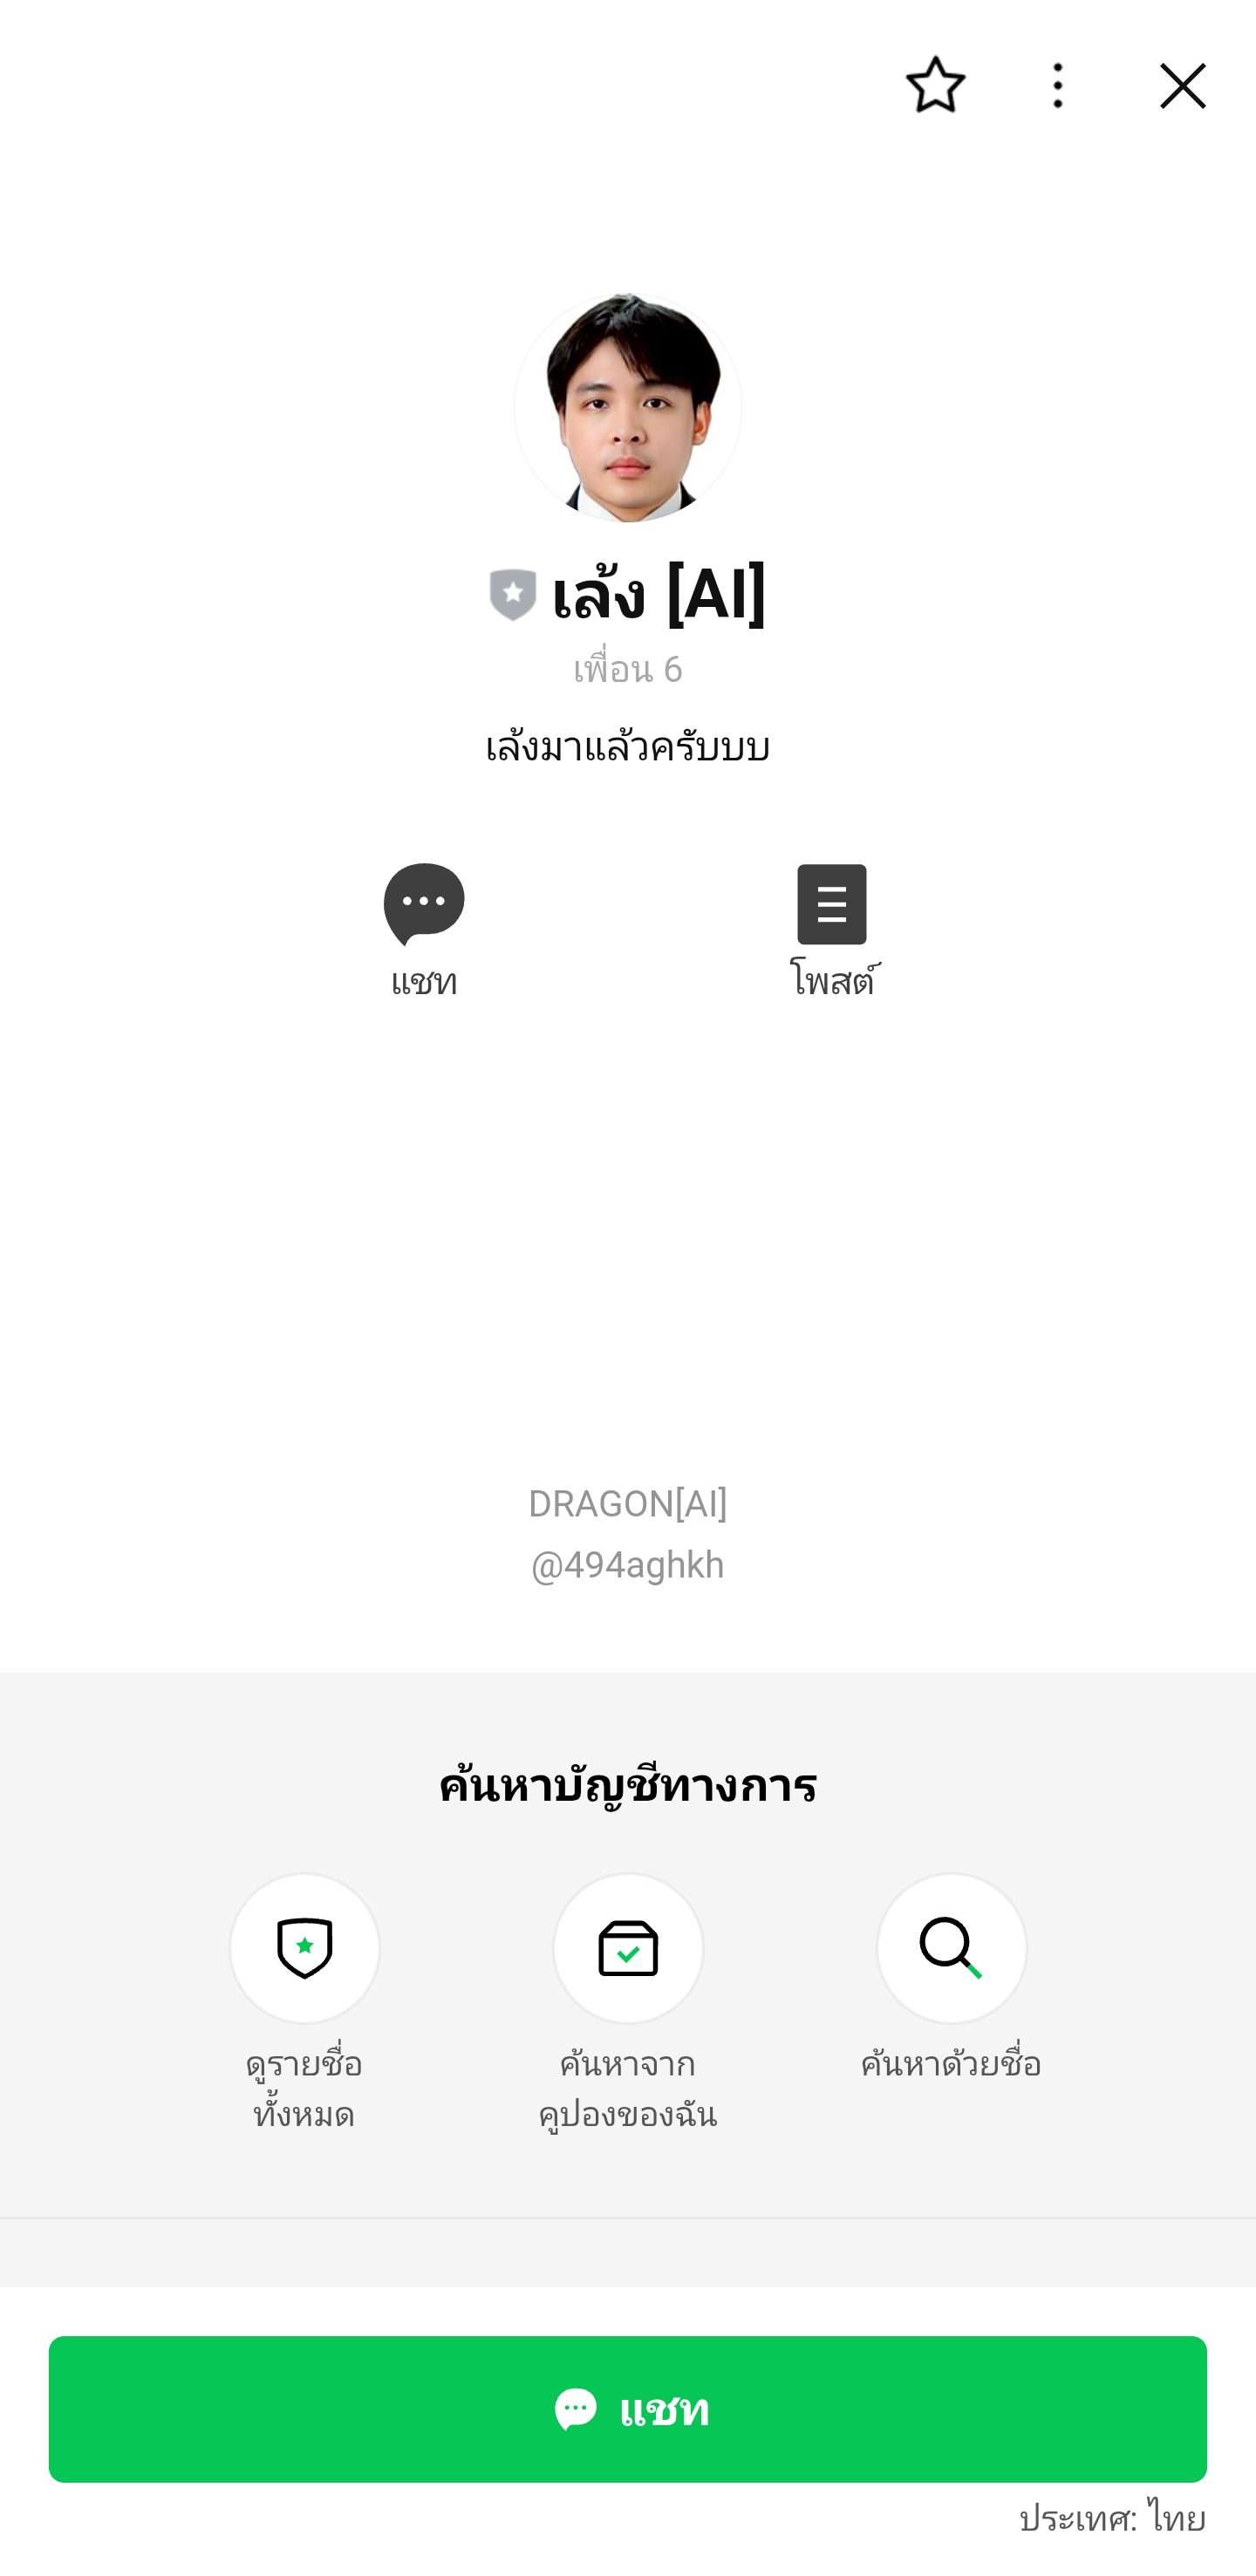 เล้ง [AI]
เพื่อน 6
เล้งมาแล้วครับบบ
แชท
โพสต์
DRAGON[AI]
@494aghkh
ค้นหาบัญชีทางการ
ดูรายชื่อ
ทั้งหมด
ค้นหาจาก
คูปองของฉัน
ค้นหาด้วยชื่อ
แชท
ประเทศ: ไทย